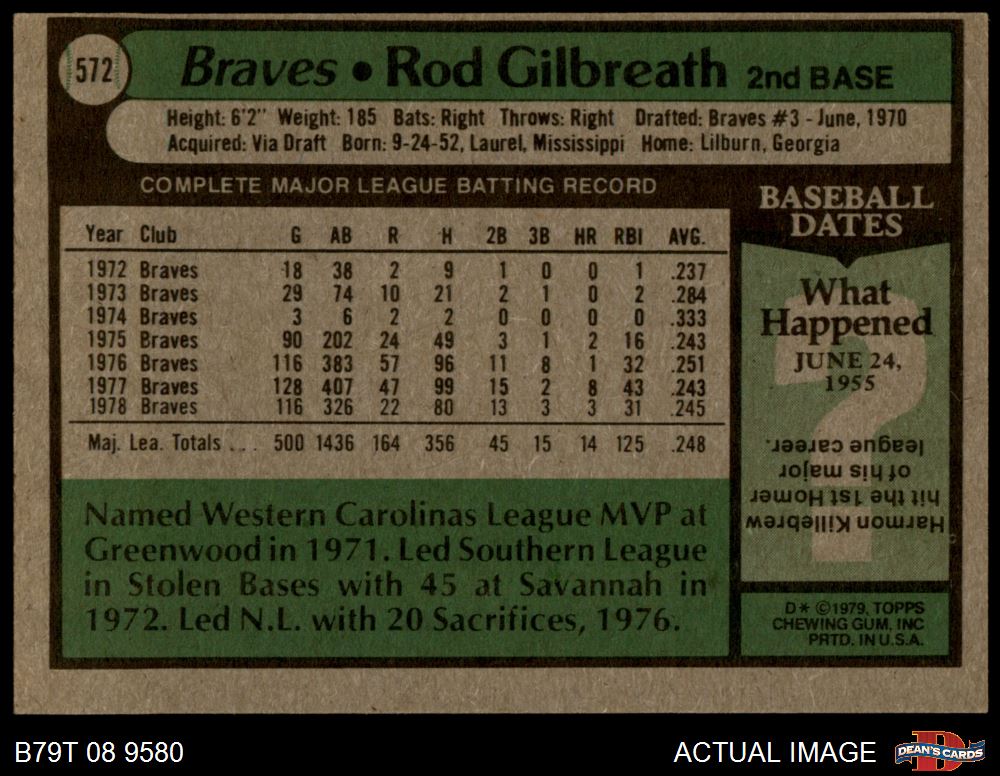 572
Braves • Rod Gilbreath 2nd BASE
Height: 6'2" Weight: 185 Bats: Right Throws: Right Drafted: Braves #3 - June, 1970
Acquired: Via Draft Born: 9-24-52, Laurel, Mississippi Home: Lilburn, Georgia
COMPLETE MAJOR LEAGUE BATTING RECORD
Year Club G AB R H 2B 3B HR RBI AVG.
1972 Braves 18 38 2 9 1 0 0 1 .237
1973 Braves 29 74 10 21 2 1 0 2 .284
1974 Braves 3 6 2 2 0 0 0 0 .333
1975 Braves 90 202 24 49 3 1 2 16 .243
1976 Braves 116 383 57 96 11 8 1 32 .251
1977 Braves 128 407 47 99 15 2 8 43 .243
1978 Braves 116 326 22 80 13 3 3 31 .245
Maj. Lea. Totals . . . 500 1436 164 356 45 15 14 125 .248
Named Western Carolinas League MVP at
Greenwood in 1971. Led Southern League
in Stolen Bases with 45 at Savannah in
1972. Led N.L. with 20 Sacrifices, 1976.
BASEBALL
DATES
What
Happened
JUNE 24,
1955
?
Harmon Killebrew
hit the 1st Homer
of his major
league career.
D* ©1979, TOPPS
CHEWING GUM, INC
PRTD. IN U.S.A.
B79T 08 9580
ACTUAL IMAGE
D
DEAN'S CARDS